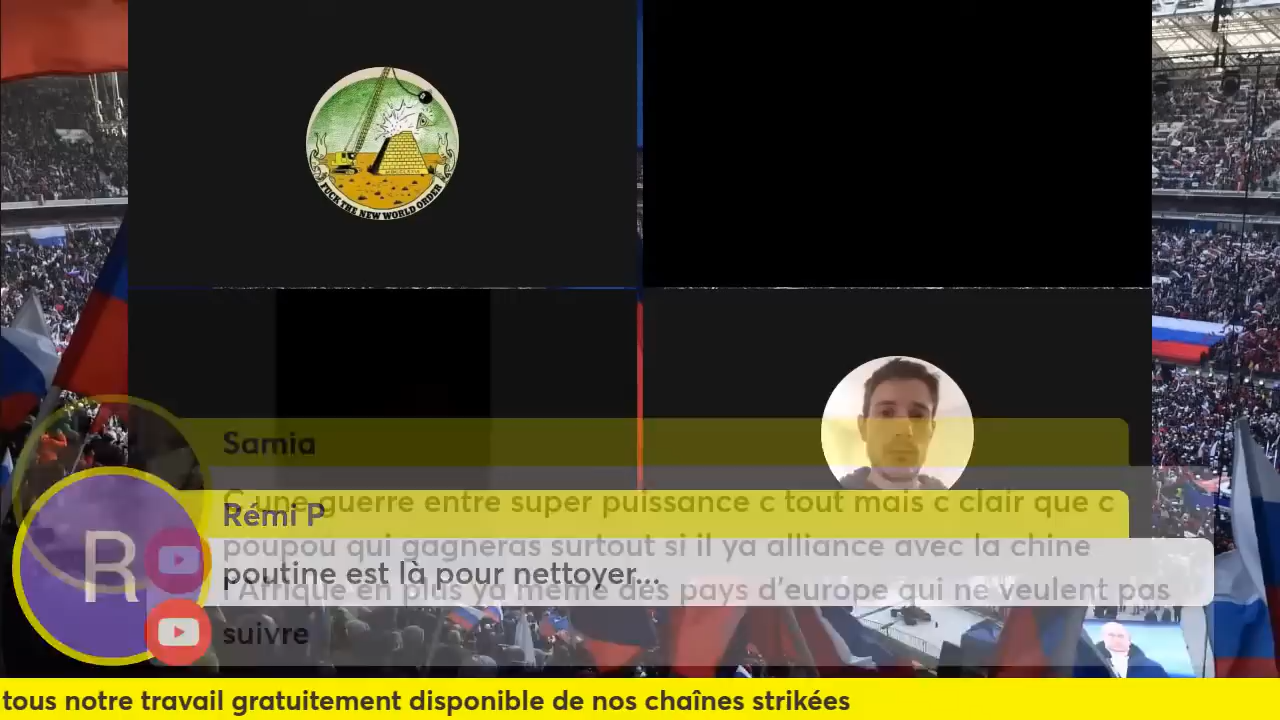 FUCK THE NEW WORLD ORDER
Samia
C une guerre entre super puissance c tout mais c clair que c
Rémi P
poupou qui gagneras surtout si il ya alliance avec la chine
poutine est là pour nettoyer...
l'Afrique en plus ya même des pays d'europe qui ne veulent pas
suivre
R
tous notre travail gratuitement disponible de nos chaînes strikées